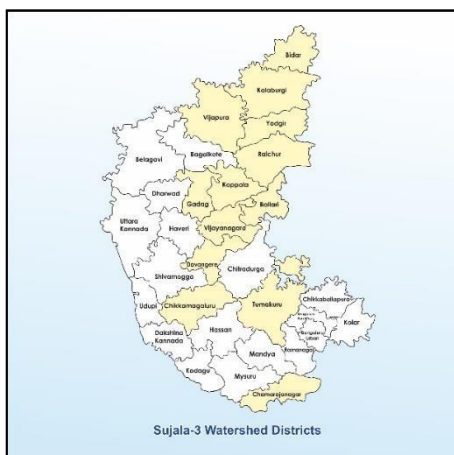 Bidar
Kalaburgi
Vijapura
Yadgir
Belagavi
Bagalkote
Raichur
Koppala
Dharwad
Gadag
Ballari
Uttara
Kannada
Haveri
Vijayanagara
Davangere
Chitradurga
Shivamogga
Chikkaballapura
Udupi
Chikkamagaluru
Tumakuru
Kolar
Hassan
Dakshina
Kannada
Mandya
Ramanagar
Kodagu
Mysuru
Chamarajanagar
Sujala-3 Watershed Districts